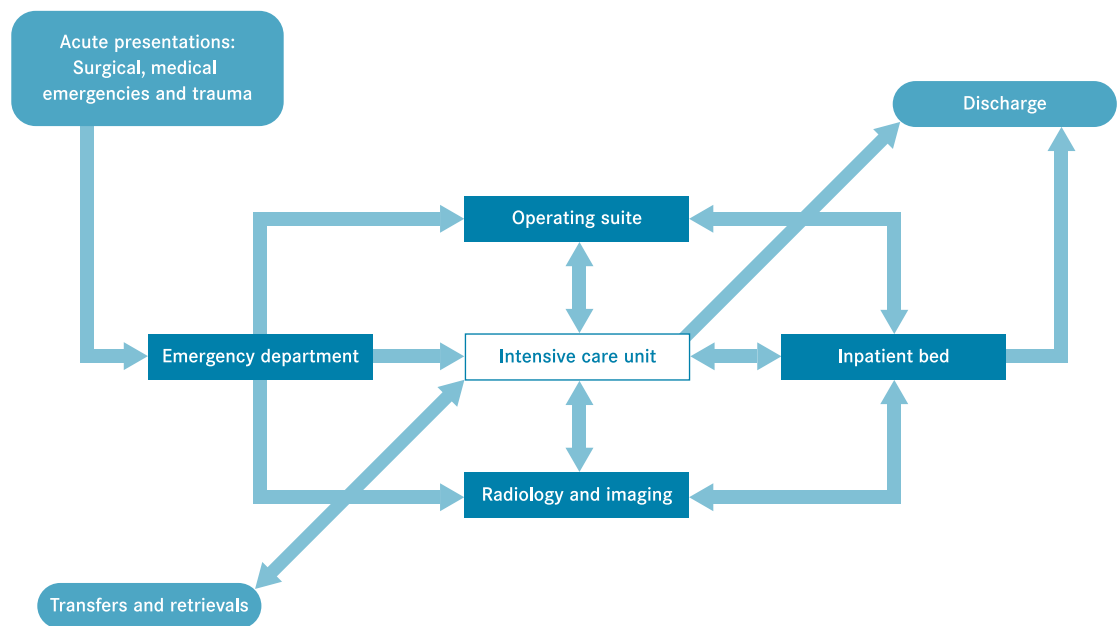 Acute presentations:
Surgical, medical
emergencies and trauma
Discharge
Operating suite
Emergency department
Intensive care unit
Inpatient bed
Radiology and imaging
Transfers and retrievals